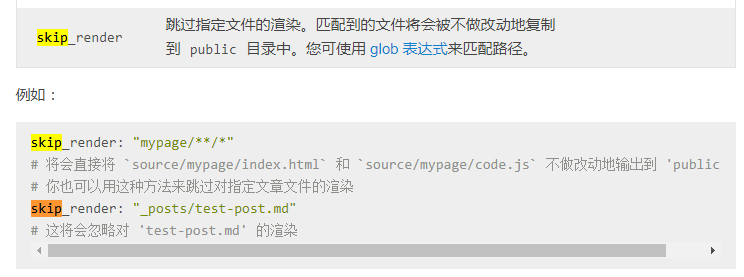 skip_render
跳过指定文件的渲染。匹配到的文件将会被不做改动地复制
到 public 目录中。您可使用 glob 表达式来匹配路径。
例如：
skip_render: "mypage/**/*"
# 将会直接将 `source/mypage/index.html` 和 `source/mypage/code.js` 不做改动地输出到 'public
# 你也可以用这种方法来跳过对指定文章文件的渲染
skip_render: "_posts/test-post.md"
# 这将会忽略对 'test-post.md' 的渲染